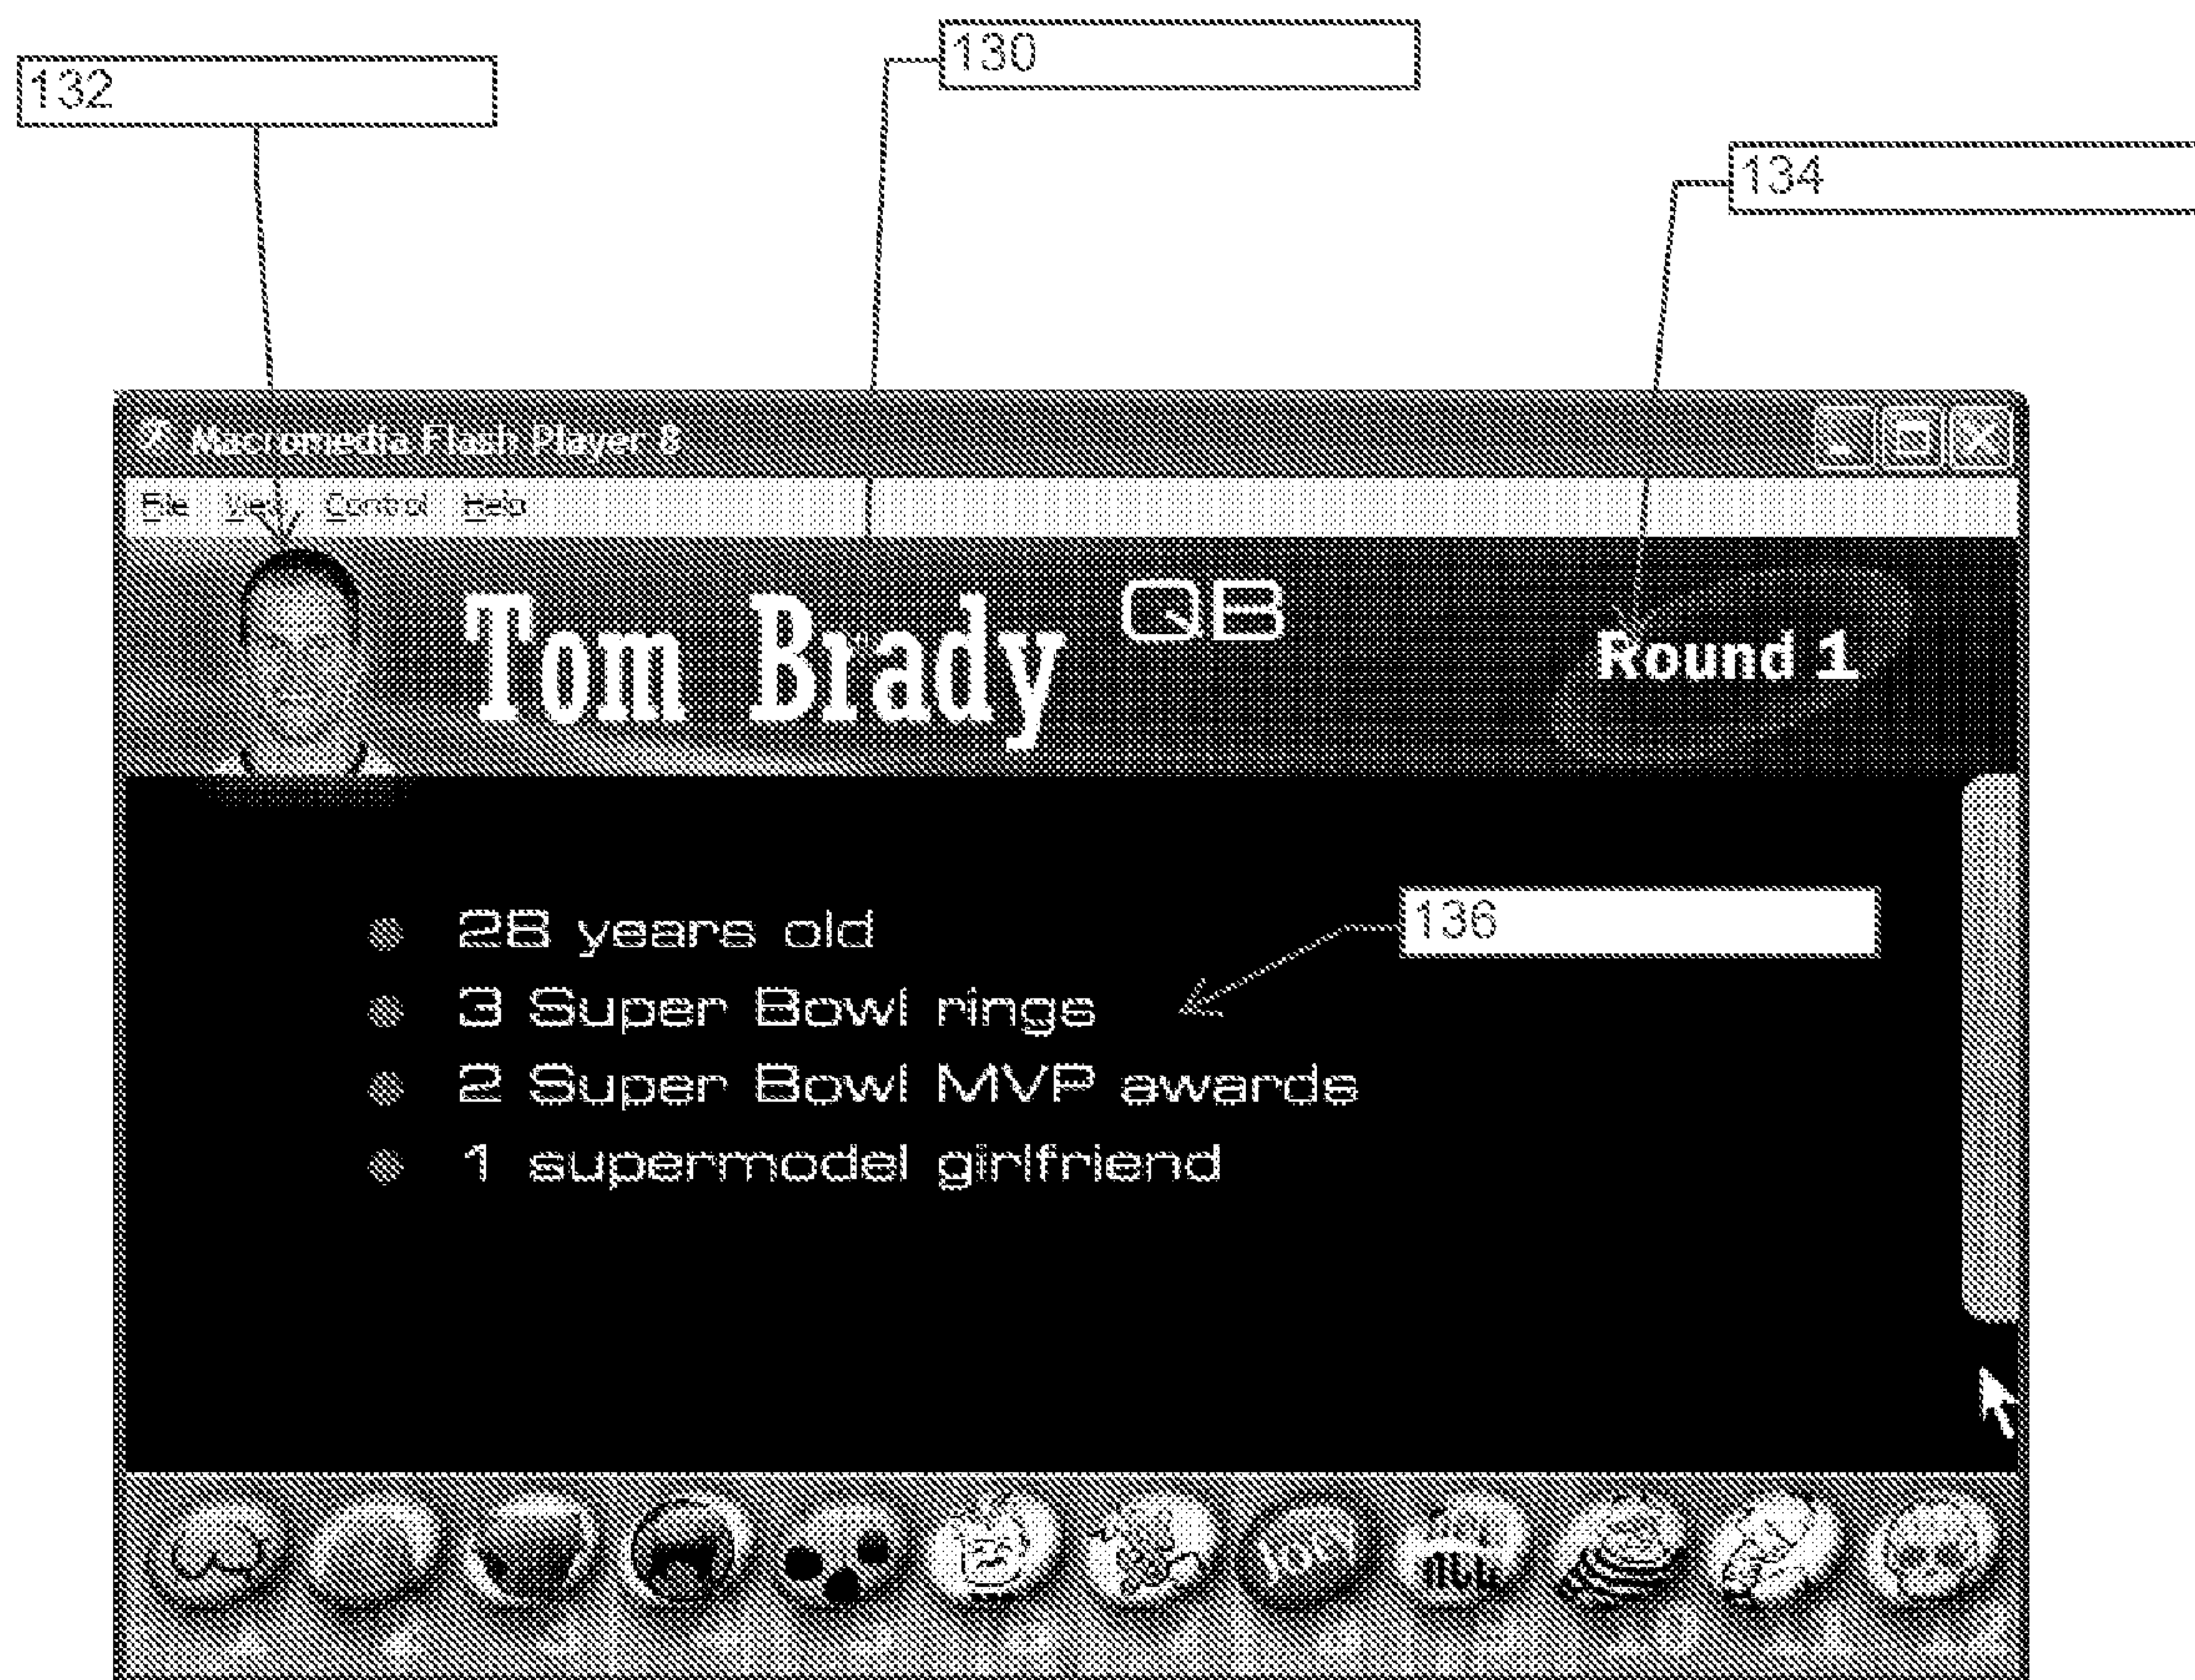 130
132
134
Macromedia Flash Player 8
File View Control Help
Tom Brady QB
Round 1
28 years old
136
3 Super Bowl rings
2 Super Bowl MVP awards
1 supermodel girlfriend